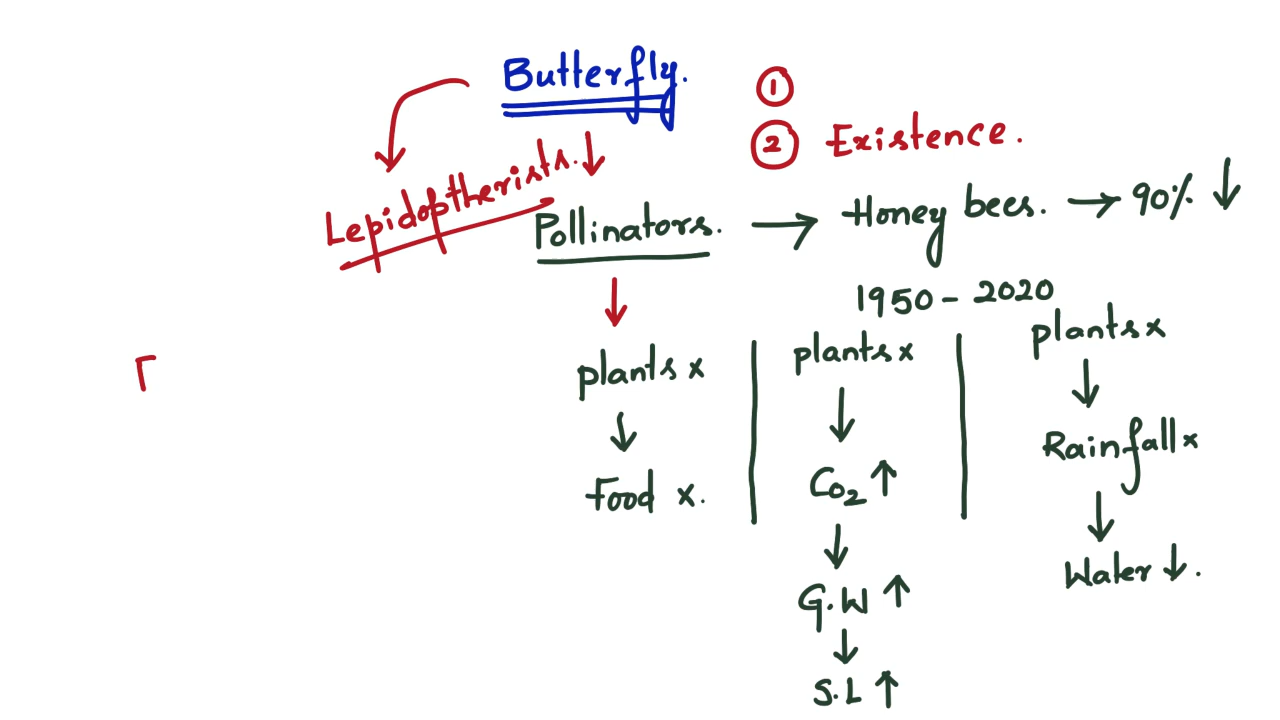 Butterfly.
1
2 Existence.
Lepidoptherists.
Pollinators. → Honey bees. → 90% ↓
1950 - 2020
plants x
↓
Food x.
plants x
↓
Co2 ↑
↓
G.W ↑
↓
S.L ↑
plants x
↓
Rainfall x
↓
Water ↓.